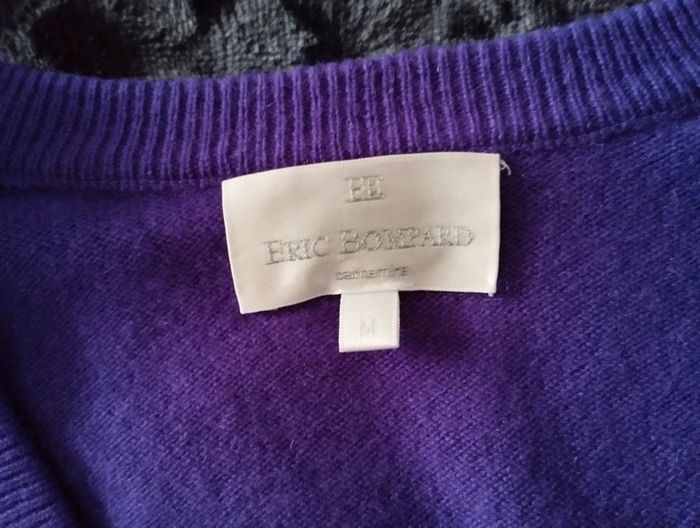 EB
ERIC BOMPARD
cachemire
M